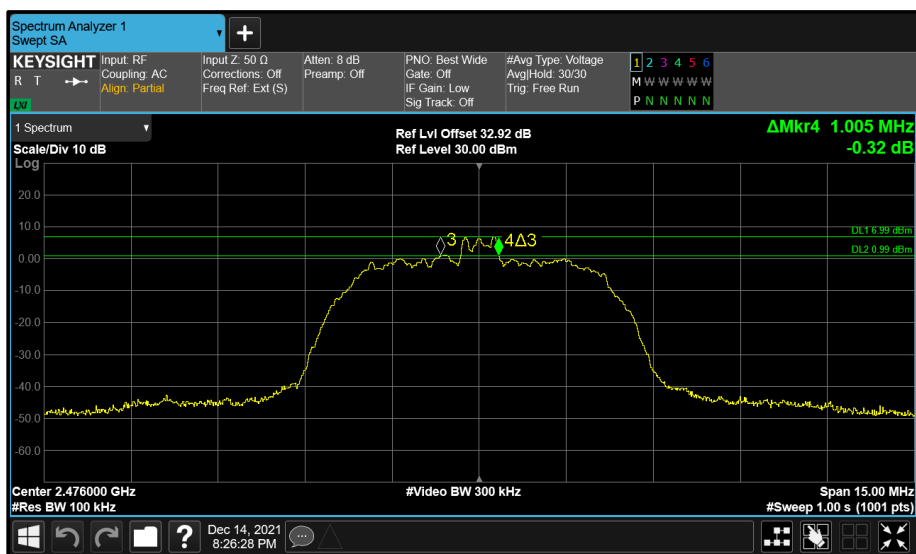 Spectrum Analyzer 1
Swept SA
+
KEYSIGHT
R T
LXI
Input: RF
Coupling: AC
Align: Partial
Input Z: 50 Ω
Corrections: Off
Freq Ref: Ext (S)
Atten: 8 dB
Preamp: Off
PNO: Best Wide
Gate: Off
IF Gain: Low
Sig Track: Off
#Avg Type: Voltage
Avg|Hold: 30/30
Trig: Free Run
1 2 3 4 5 6
M W W W W W
P N N N N N
1 Spectrum
Scale/Div 10 dB
Ref Lvl Offset 32.92 dB
Ref Level 30.00 dBm
ΔMkr4 1.005 MHz
-0.32 dB
Log
20.0
10.0
0.00
-10.0
-20.0
-30.0
-40.0
-50.0
-60.0
3
4Δ3
DL1 6.99 dBm
DL2 0.99 dBm
Center 2.476000 GHz
#Res BW 100 kHz
#Video BW 300 kHz
Span 15.00 MHz
#Sweep 1.00 s (1001 pts)
?
Dec 14, 2021
8:26:28 PM